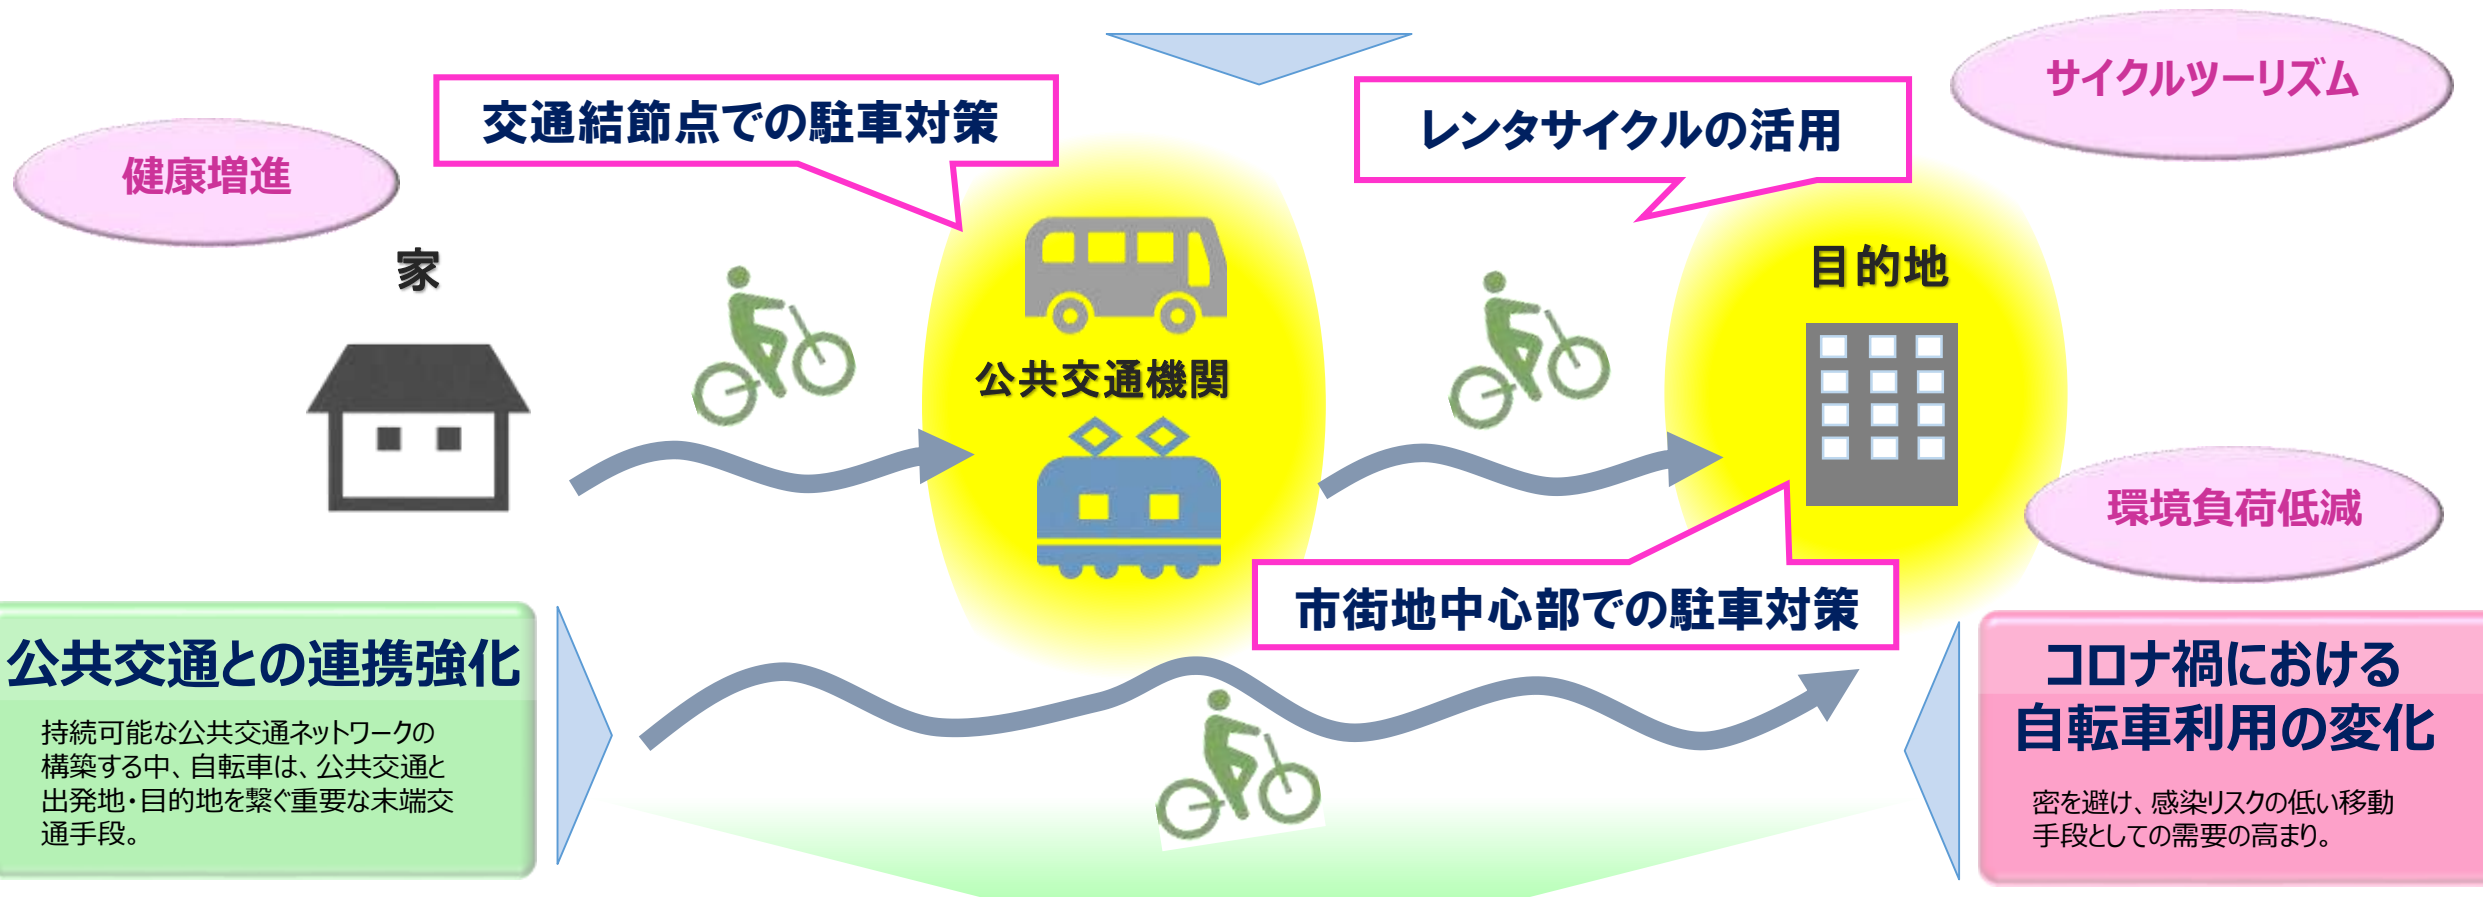 サイクルツーリズム
交通結節点での駐車対策
レンタサイクルの活用
健康増進
家
目的地
公共交通機関
環境負荷低減
市街地中心部での駐車対策
公共交通との連携強化
持続可能な公共交通ネットワークの
構築する中、自転車は、公共交通と
出発地・目的地を繋ぐ重要な末端交
通手段。
コロナ禍における
自転車利用の変化
密を避け、感染リスクの低い移動
手段としての需要の高まり。